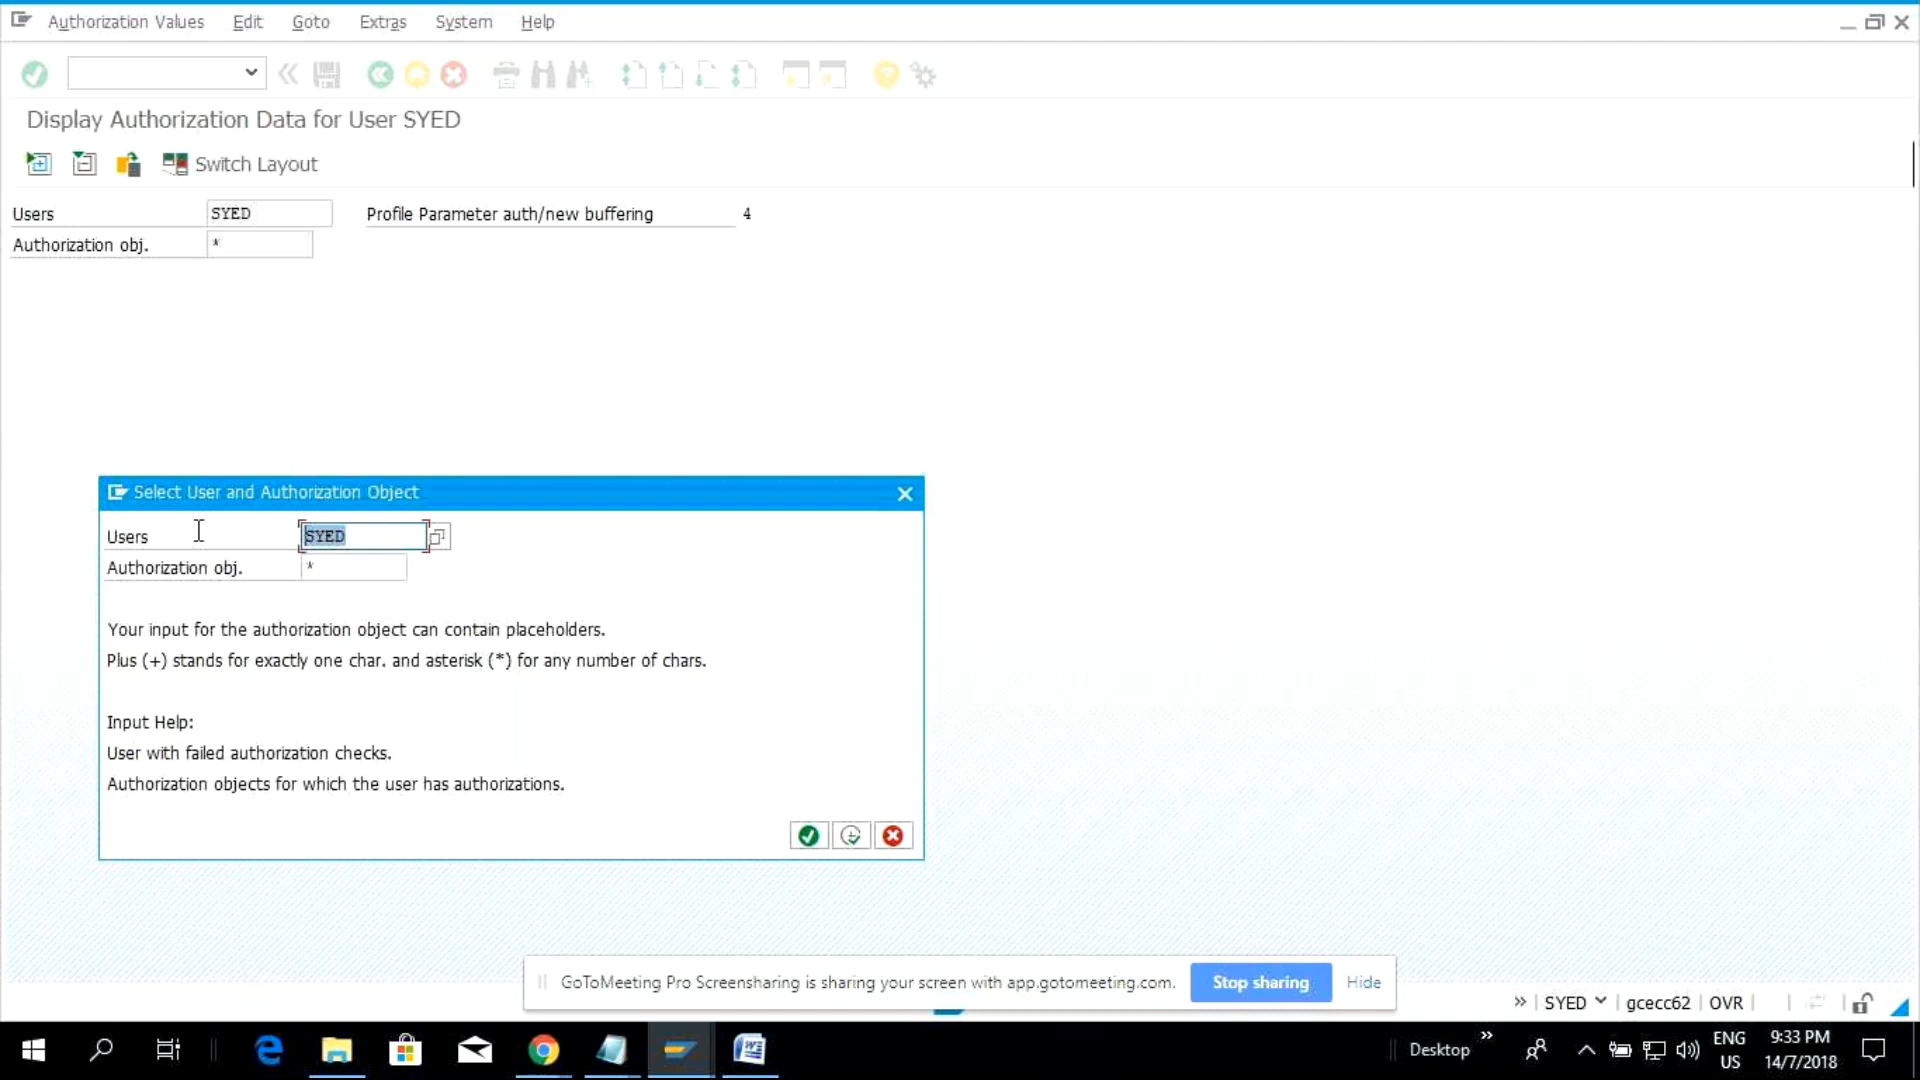 Authorization Values Edit Goto Extras System Help
Display Authorization Data for User SYED
Switch Layout
Users SYED Profile Parameter auth/new buffering 4
Authorization obj. *
Select User and Authorization Object
Users SYED
Authorization obj. *
Your input for the authorization object can contain placeholders.
Plus (+) stands for exactly one char. and asterisk (*) for any number of chars.
Input Help:
User with failed authorization checks.
Authorization objects for which the user has authorizations.
GoToMeeting Pro Screensharing is sharing your screen with app.gotomeeting.com. Stop sharing Hide
SYED gcecc62 OVR
Desktop
ENG
US
9:33 PM
14/7/2018